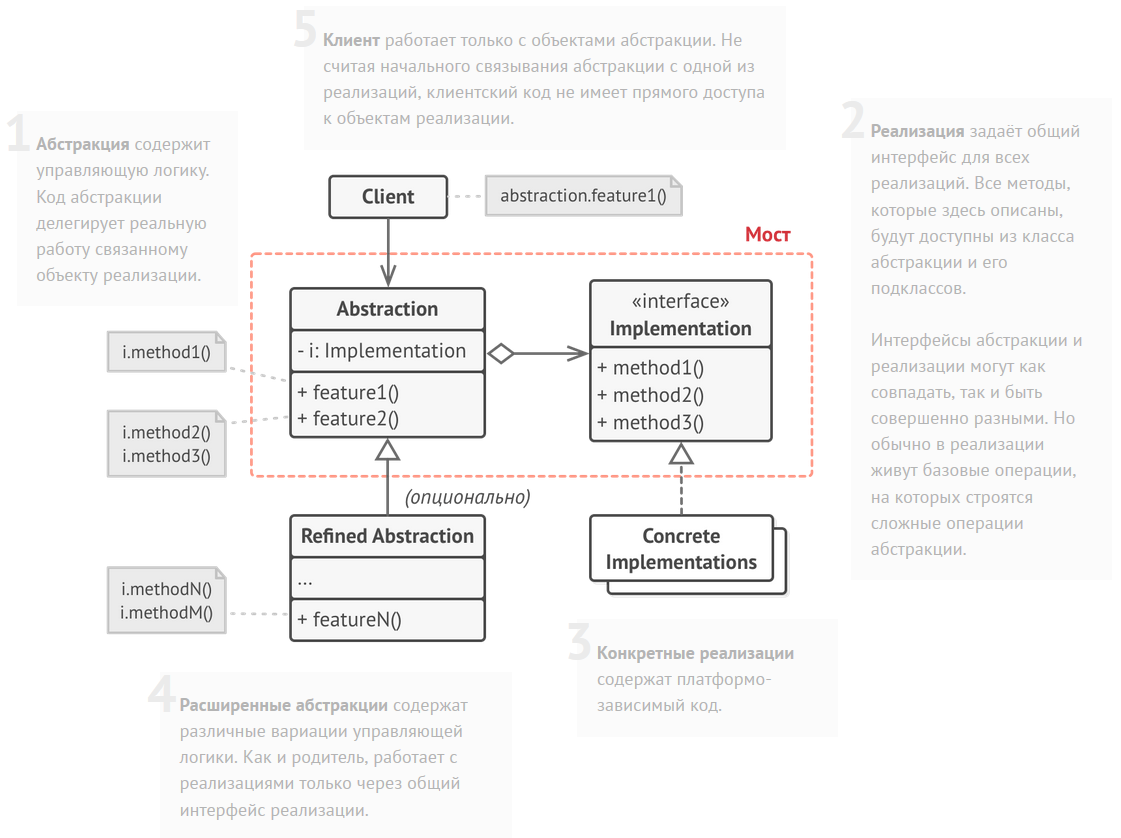 5
Клиент работает только с объектами абстракции. Не
считая начального связывания абстракции с одной из
реализаций, клиентский код не имеет прямого доступа
к объектам реализации.
1
Абстракция содержит
управляющую логику.
Код абстракции
делегирует реальную
работу связанному
объекту реализации.
2
Реализация задаёт общий
интерфейс для всех
реализаций. Все методы,
которые здесь описаны,
будут доступны из класса
абстракции и его
подклассов.
Интерфейсы абстракции и
реализации могут как
совпадать, так и быть
совершенно разными. Но
обычно в реализации
живут базовые операции,
на которых строятся
сложные операции
абстракции.
Client
abstraction.feature1()
Мост
Abstraction
- i: Implementation
+ feature1()
+ feature2()
«interface»
Implementation
+ method1()
+ method2()
+ method3()
i.method1()
i.method2()
i.method3()
(опционально)
Refined Abstraction
...
+ featureN()
Concrete
Implementations
i.methodN()
i.methodM()
3
Конкретные реализации
содержат платформо-
зависимый код.
4
Расширенные абстракции содержат
различные вариации управляющей
логики. Как и родитель, работает с
реализациями только через общий
интерфейс реализации.